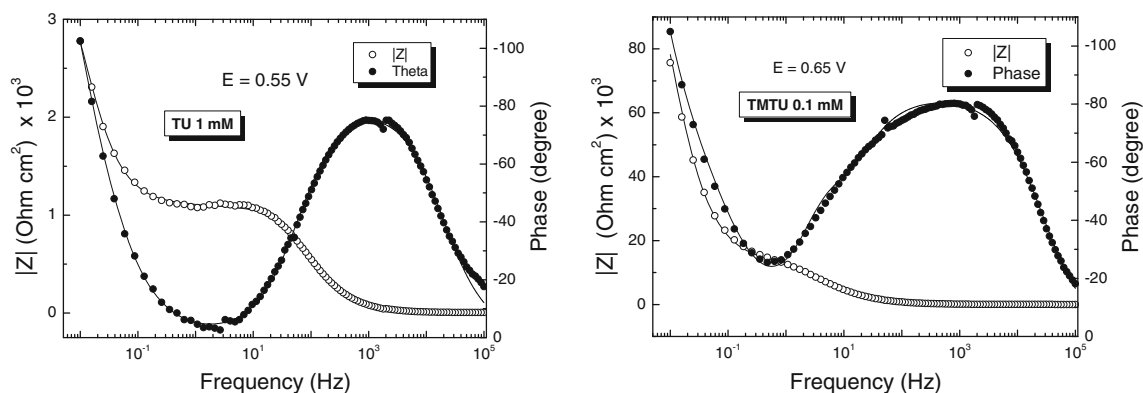 3
2
1
0
|Z| (Ohm cm²) x 10³
10⁻¹
10¹
10³
10⁵
Frequency (Hz)
-100
-80
-60
-40
-20
0
Phase (degree)
|Z|
Theta
E = 0.55 V
TU 1 mM
80
60
40
20
0
|Z| (Ohm cm²) x 10³
10⁻¹
10¹
10³
10⁵
Frequency (Hz)
-100
-80
-60
-40
-20
0
Phase (degree)
|Z|
Phase
E = 0.65 V
TMTU 0.1 mM